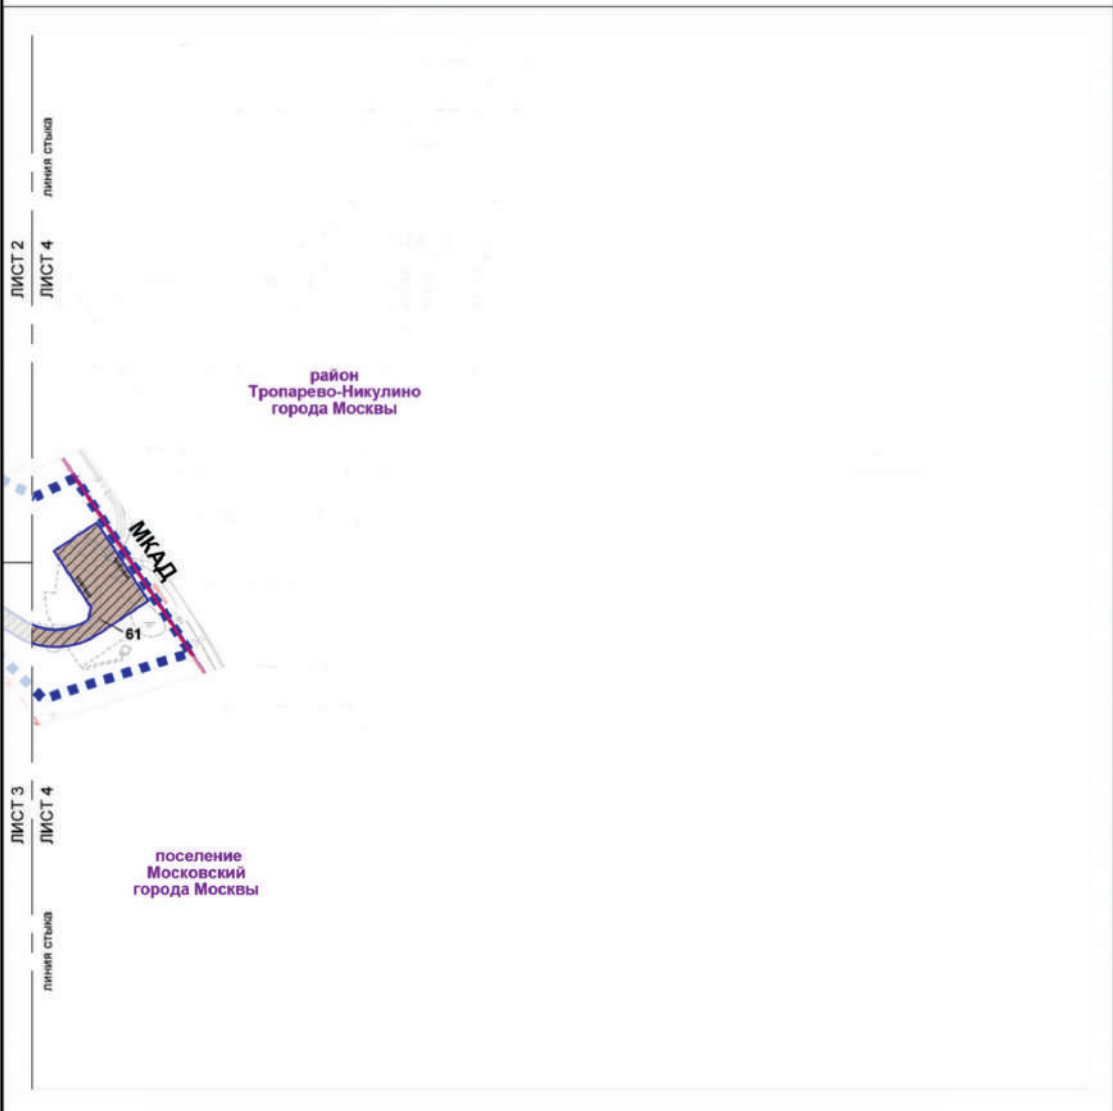 линия стыка
ЛИСТ 2
ЛИСТ 4
район
Тропарево-Никулино
города Москвы
МКАД
61
ЛИСТ 3
ЛИСТ 4
поселение
Московский
города Москвы
линия стыка